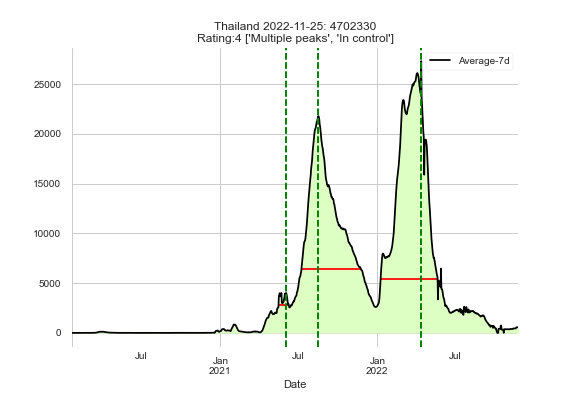 Thailand 2022-11-25: 4702330
Rating:4 ['Multiple peaks', 'In control']
Average-7d
25000
20000
15000
10000
5000
0
Jul
Jan
2021
Jul
Jan
2022
Jul
Date